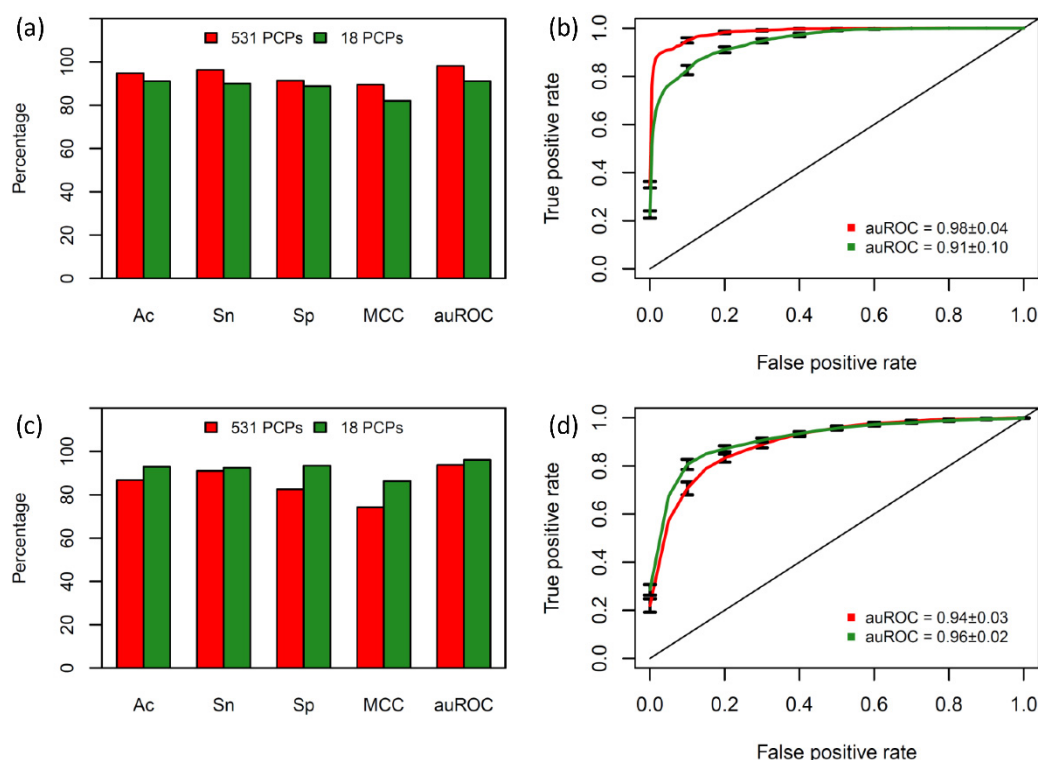 (a)
531 PCPs 18 PCPs
Percentage
0 20 40 60 80 100
Ac Sn Sp MCC auROC
(b)
True positive rate
0.0 0.2 0.4 0.6 0.8 1.0
auROC = 0.98±0.04
auROC = 0.91±0.10
0.0 0.2 0.4 0.6 0.8 1.0
False positive rate
(c)
531 PCPs 18 PCPs
Percentage
0 20 40 60 80 100
Ac Sn Sp MCC auROC
(d)
True positive rate
0.0 0.2 0.4 0.6 0.8 1.0
auROC = 0.94±0.03
auROC = 0.96±0.02
0.0 0.2 0.4 0.6 0.8 1.0
False positive rate